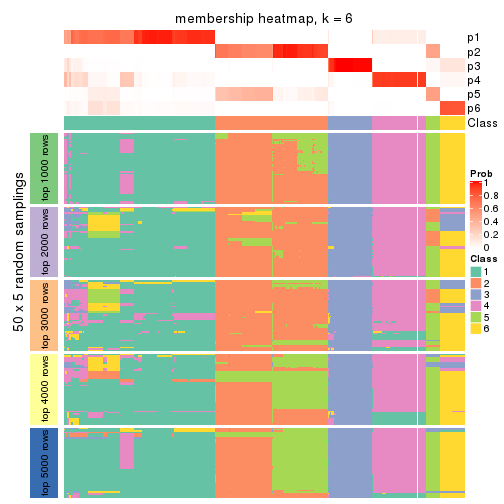 membership heatmap, k = 6
p1
p2
p3
p4
p5
p6
Class
50 x 5 random samplings
top 1000 rows
top 2000 rows
top 3000 rows
top 4000 rows
top 5000 rows
Prob
1
0.8
0.6
0.4
0.2
0
Class
1
2
3
4
5
6